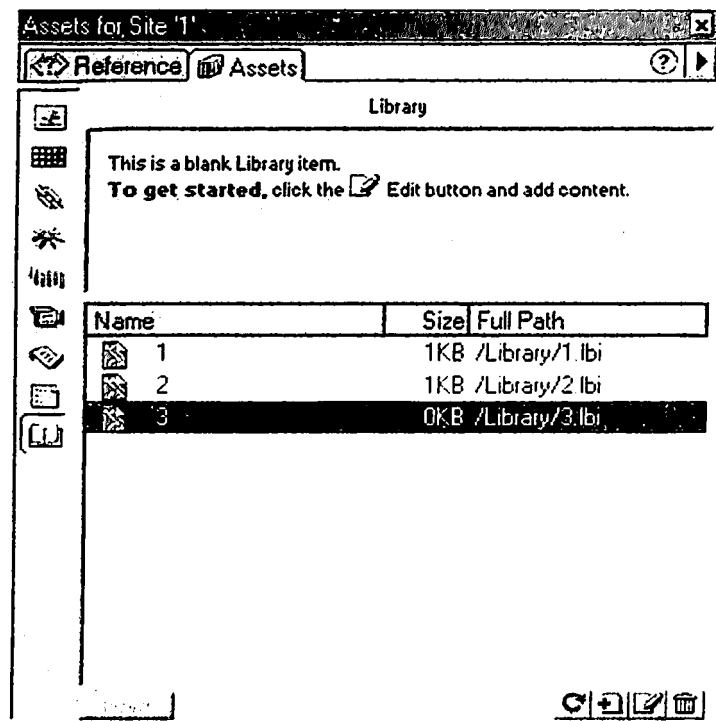 Assets for Site '1'
Reference Assets
Library
This is a blank Library item.
To get started, click the Edit button and add content.
Name Size Full Path
1 1KB /Library/1.lbi
2 1KB /Library/2.lbi
3 0KB /Library/3.lbi